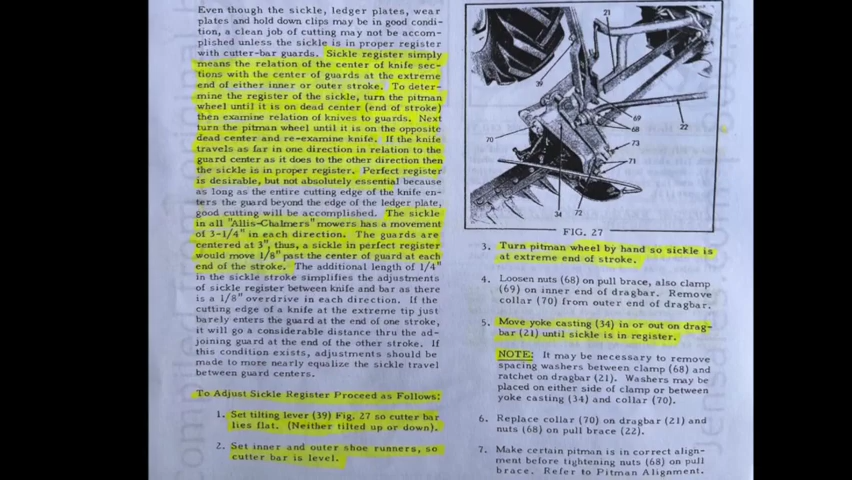 Even though the sickle, ledger plates, wear
plates and hold down clips may be in good condi-
tion, a clean job of cutting may not be accom-
plished unless the sickle is in proper register
with cutter-bar guards. Sickle register simply
means the relation of the center of knife sec-
tions with the center of guards at the extreme
end of either inner or outer stroke. To deter-
mine the register of the sickle, turn the pitman
wheel until it is on dead center (end of stroke)
then examine relation of knives to guards. Next
turn the pitman wheel until it is on the opposite
dead center and re-examine knife. If the knife
travels as far in one direction in relation to the
guard center as it does to the other direction then
the sickle is in proper register. Perfect register
is desirable, but not absolutely essential because
as long as the entire cutting edge of the knife en-
ters the guard beyond the edge of the ledger plate,
good cutting will be accomplished. The sickle
in all "Allis-Chalmers" mowers has a movement
of 3-1/4" in each direction. The guards are
centered at 3", thus, a sickle in perfect register
would move 1/8" past the center of guard at each
end of the stroke. The additional length of 1/4"
in the sickle stroke simplifies the adjustments
of sickle register between knife and bar as there
is a 1/8" overdrive in each direction. If the
cutting edge of a knife at the extreme tip just
barely enters the guard at the end of one stroke,
it will go a considerable distance thru the ad-
joining guard at the end of the other stroke. If
this condition exists, adjustments should be
made to more nearly equalize the sickle travel
between guard centers.
To Adjust Sickle Register Proceed as Follows:
1. Set tilting lever (39) Fig. 27 so cutter bar
lies flat. (Neither tilted up or down).
2. Set inner and outer shoe runners, so
cutter bar is level.
21
39
69
68
22
70
73
71
34
72
FIG. 27
3. Turn pitman wheel by hand so sickle is
at extreme end of stroke.
4. Loosen nuts (68) on pull brace, also clamp
(69) on inner end of dragbar. Remove
collar (70) from outer end of dragbar.
5. Move yoke casting (34) in or out on drag-
bar (21) until sickle is in register.
NOTE: It may be necessary to remove
spacing washers between clamp (68) and
ratchet on dragbar (21). Washers may be
placed on either side of clamp or between
yoke casting (34) and collar (70).
6. Replace collar (70) on dragbar (21) and
nuts (68) on pull brace (22).
7. Make certain pitman is in correct align-
ment before tightening nuts (68) on pull
brace. Refer to Pitman Alignment.